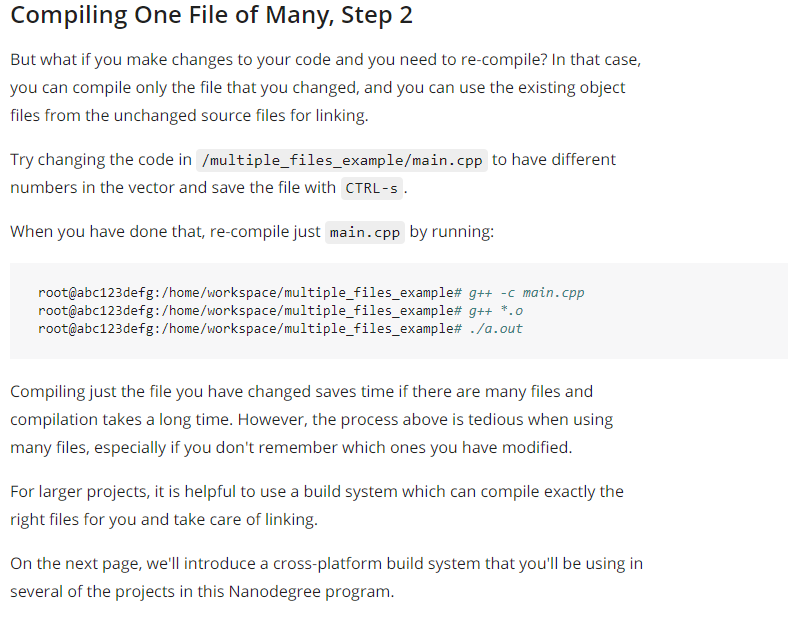 Compiling One File of Many, Step 2
But what if you make changes to your code and you need to re-compile? In that case,
you can compile only the file that you changed, and you can use the existing object
files from the unchanged source files for linking.
Try changing the code in /multiple_files_example/main.cpp to have different
numbers in the vector and save the file with CTRL-s.
When you have done that, re-compile just main.cpp by running:
root@abc123defg:/home/workspace/multiple_files_example# g++ -c main.cpp
root@abc123defg:/home/workspace/multiple_files_example# g++ *.o
root@abc123defg:/home/workspace/multiple_files_example# ./a.out
Compiling just the file you have changed saves time if there are many files and
compilation takes a long time. However, the process above is tedious when using
many files, especially if you don't remember which ones you have modified.
For larger projects, it is helpful to use a build system which can compile exactly the
right files for you and take care of linking.
On the next page, we'll introduce a cross-platform build system that you'll be using in
several of the projects in this Nanodegree program.